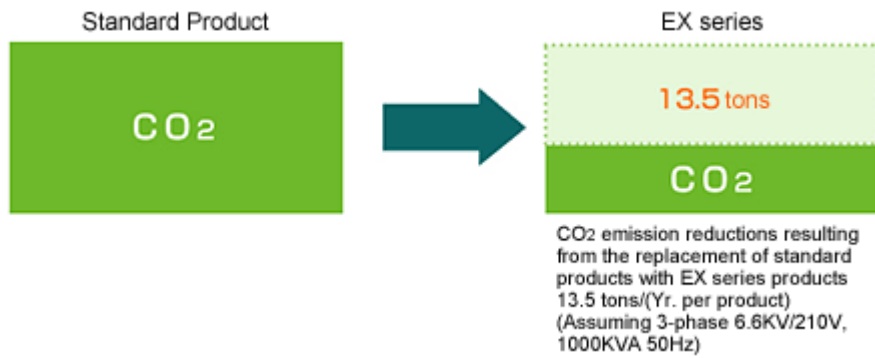 Standard Product
EX series
CO2
13.5 tons
CO2
CO2 emission reductions resulting
from the replacement of standard
products with EX series products
13.5 tons/(Yr. per product)
(Assuming 3-phase 6.6KV/210V,
1000KVA 50Hz)